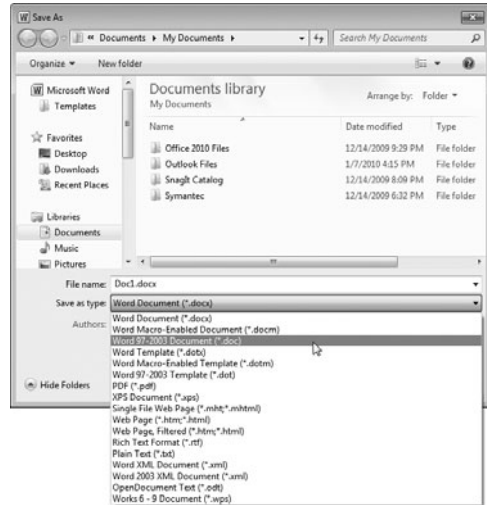 Save As
« Documents ▸ My Documents ▸
Search My Documents
Organize ▾ New folder
Microsoft Word
Templates
Favorites
Desktop
Downloads
Recent Places
Libraries
Documents
Music
Pictures
Documents library
My Documents
Arrange by: Folder ▾
Name Date modified Type
Office 2010 Files 12/14/2009 9:29 PM File folder
Outlook Files 1/7/2010 4:15 PM File folder
SnagIt Catalog 12/14/2009 8:09 PM File folder
Symantec 12/14/2009 6:32 PM File folder
File name: Doc1.docx
Save as type: Word Document (*.docx)
Authors:
Word Document (*.docx)
Word Macro-Enabled Document (*.docm)
Word 97-2003 Document (*.doc)
Word Template (*.dotx)
Word Macro-Enabled Template (*.dotm)
Word 97-2003 Template (*.dot)
PDF (*.pdf)
XPS Document (*.xps)
Single File Web Page (*.mht;*.mhtml)
Web Page (*.htm;*.html)
Web Page, Filtered (*.htm;*.html)
Rich Text Format (*.rtf)
Plain Text (*.txt)
Word XML Document (*.xml)
Word 2003 XML Document (*.xml)
OpenDocument Text (*.odt)
Works 6 - 9 Document (*.wps)
Hide Folders